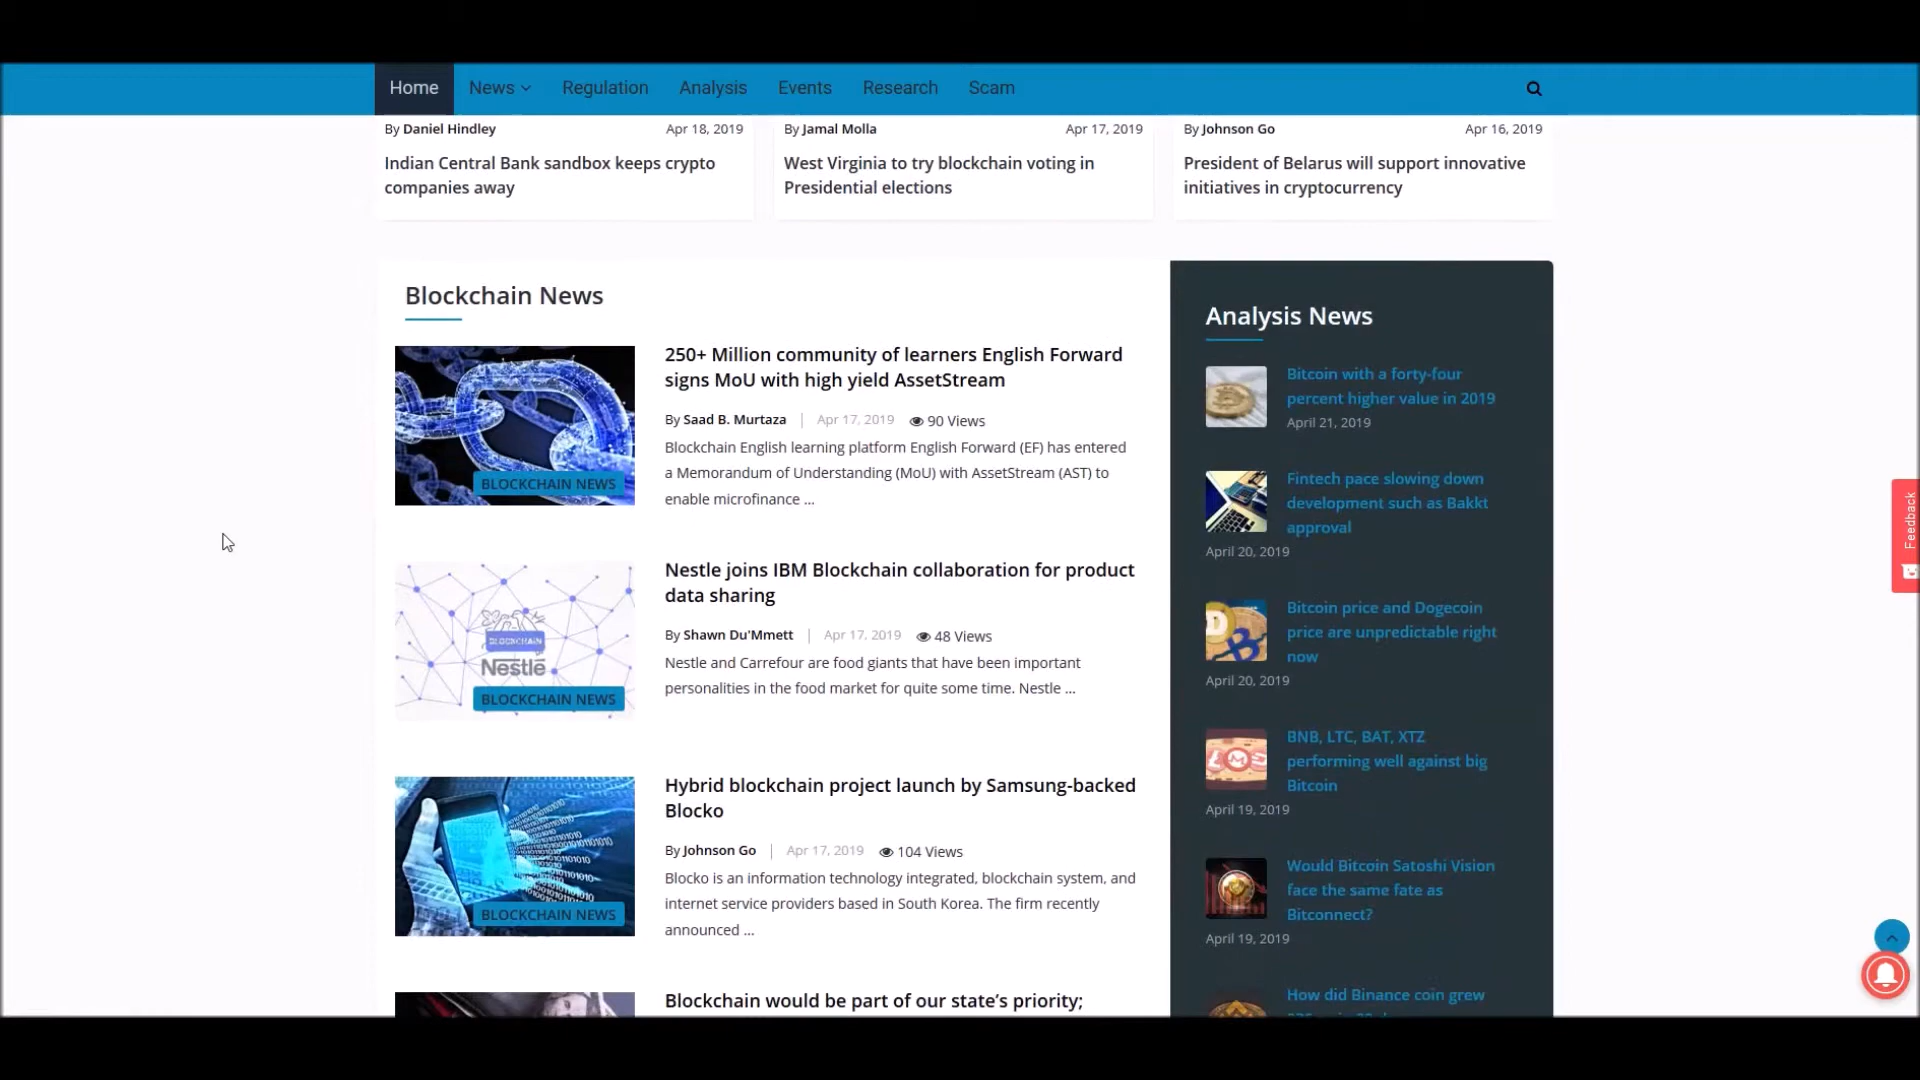 Home News Regulation Analysis Events Research Scam
By Daniel Hindley Apr 18, 2019
Indian Central Bank sandbox keeps crypto
companies away
By Jamal Molla Apr 17, 2019
West Virginia to try blockchain voting in
Presidential elections
By Johnson Go Apr 16, 2019
President of Belarus will support innovative
initiatives in cryptocurrency
Blockchain News
250+ Million community of learners English Forward
signs MoU with high yield AssetStream
By Saad B. Murtaza | Apr 17, 2019 90 Views
Blockchain English learning platform English Forward (EF) has entered
a Memorandum of Understanding (MoU) with AssetStream (AST) to
enable microfinance ...
BLOCKCHAIN NEWS
Nestle joins IBM Blockchain collaboration for product
data sharing
By Shawn Du'Mmett | Apr 17, 2019 48 Views
Nestle and Carrefour are food giants that have been important
personalities in the food market for quite some time. Nestle ...
BLOCKCHAIN
Nestlé
BLOCKCHAIN NEWS
Hybrid blockchain project launch by Samsung-backed
Blocko
By Johnson Go | Apr 17, 2019 104 Views
Blocko is an information technology integrated, blockchain system, and
internet service providers based in South Korea. The firm recently
announced ...
BLOCKCHAIN NEWS
Blockchain would be part of our state's priority;
Analysis News
Bitcoin with a forty-four
percent higher value in 2019
April 21, 2019
Fintech pace slowing down
development such as Bakkt
approval
April 20, 2019
Bitcoin price and Dogecoin
price are unpredictable right
now
April 20, 2019
BNB, LTC, BAT, XTZ
performing well against big
Bitcoin
April 19, 2019
Would Bitcoin Satoshi Vision
face the same fate as
Bitconnect?
April 19, 2019
How did Binance coin grew
Feedback